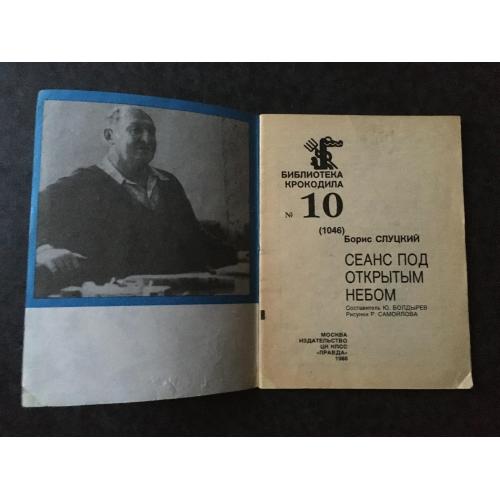 БИБЛИОТЕКА
КРОКОДИЛА
№ 10
(1046)
Борис СЛУЦКИЙ
СЕАНС ПОД
ОТКРЫТЫМ
НЕБОМ
Составитель Ю. БОЛДЫРЕВ
Рисунки Р. САМОЙЛОВА
МОСКВА
ИЗДАТЕЛЬСТВО
ЦК КПСС
«ПРАВДА»
1988